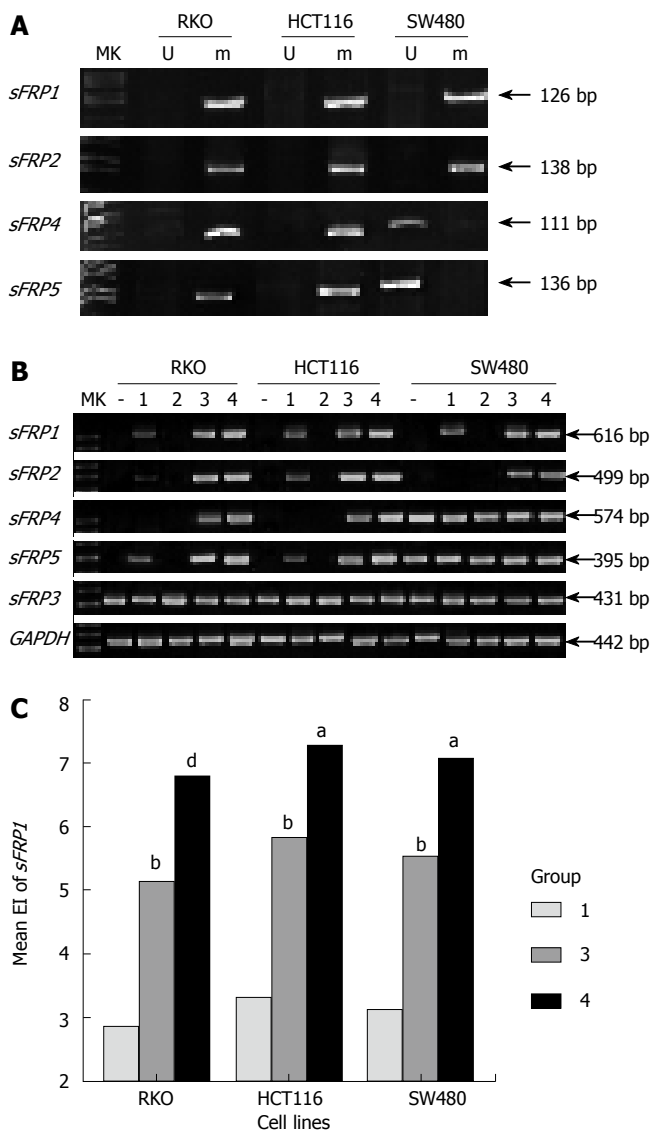 A
RKO HCT116 SW480
MK U m U m U m
sFRP1 126 bp
sFRP2 138 bp
sFRP4 111 bp
sFRP5 136 bp
B
RKO HCT116 SW480
MK - 1 2 3 4 - 1 2 3 4 - 1 2 3 4
sFRP1 616 bp
sFRP2 499 bp
sFRP4 574 bp
sFRP5 395 bp
sFRP3 431 bp
GAPDH 442 bp
C
8
7
6
5
4
3
2
Mean EI of sFRP1
b d b a b a
RKO HCT116 SW480
Cell lines
Group
1
3
4